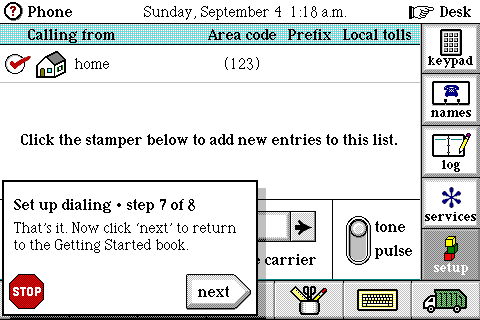 Phone
Sunday, September 4 1:18 a.m.
Desk
Calling from Area code Prefix Local tolls
home (123)
keypad
names
log
services
setup
Click the stamper below to add new entries to this list.
Set up dialing • step 7 of 8
That's it. Now click 'next' to return
to the Getting Started book.
STOP
next
e carrier
tone
pulse